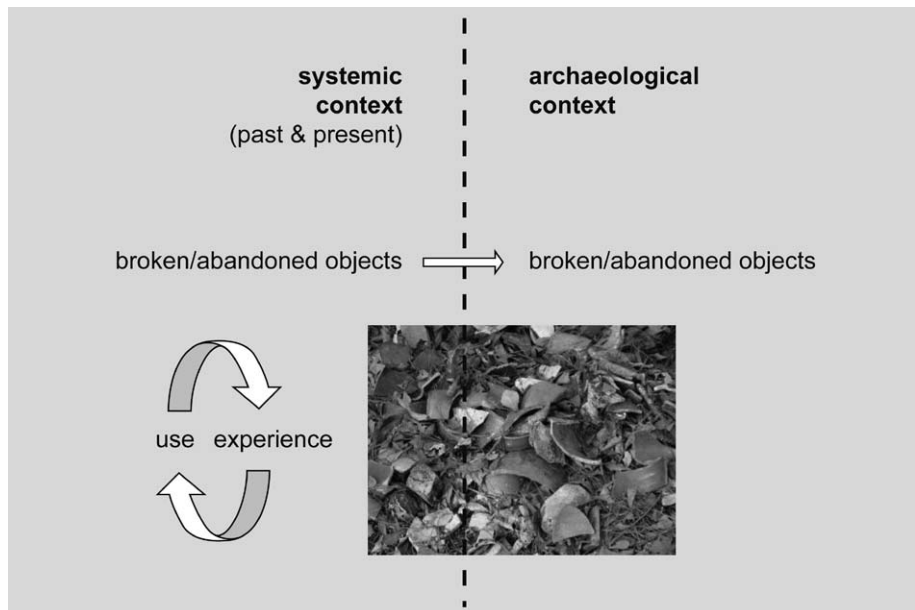 systemic
context
(past & present)
archaeological
context
broken/abandoned objects
broken/abandoned objects
use experience